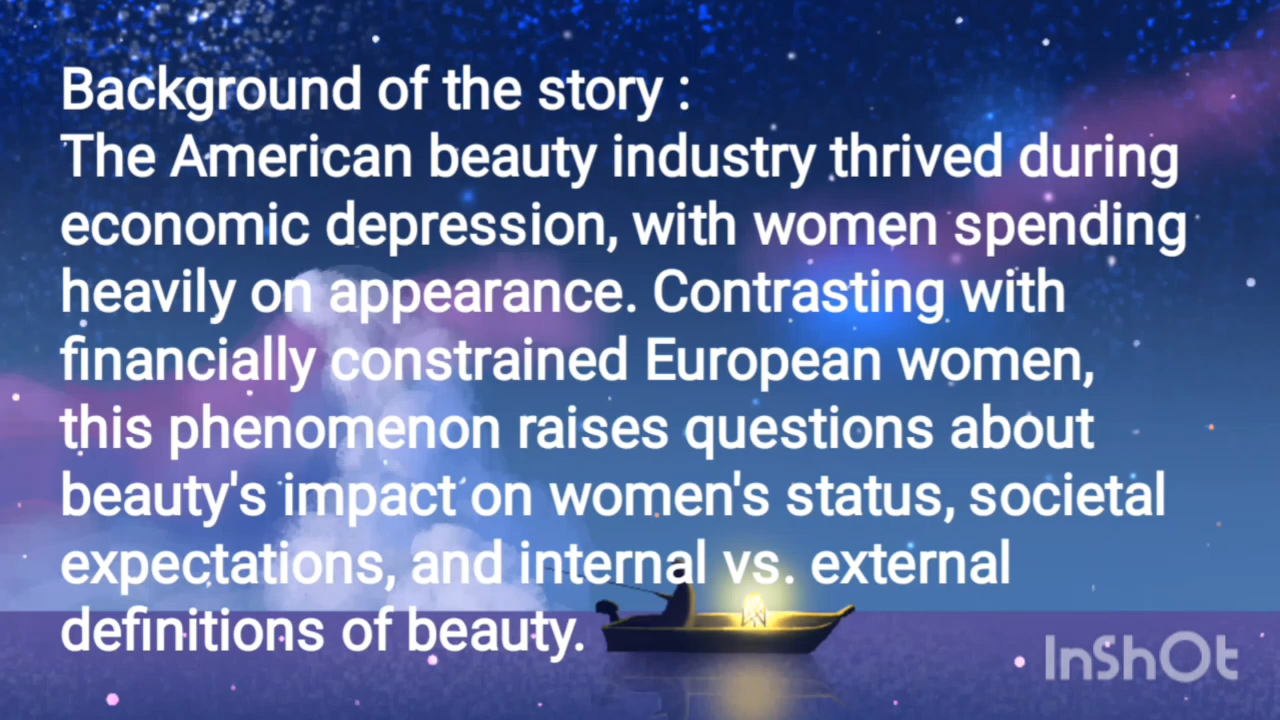 Background of the story :
The American beauty industry thrived during
economic depression, with women spending
heavily on appearance. Contrasting with
financially constrained European women,
this phenomenon raises questions about
beauty's impact on women's status, societal
expectations, and internal vs. external
definitions of beauty.
InShOt